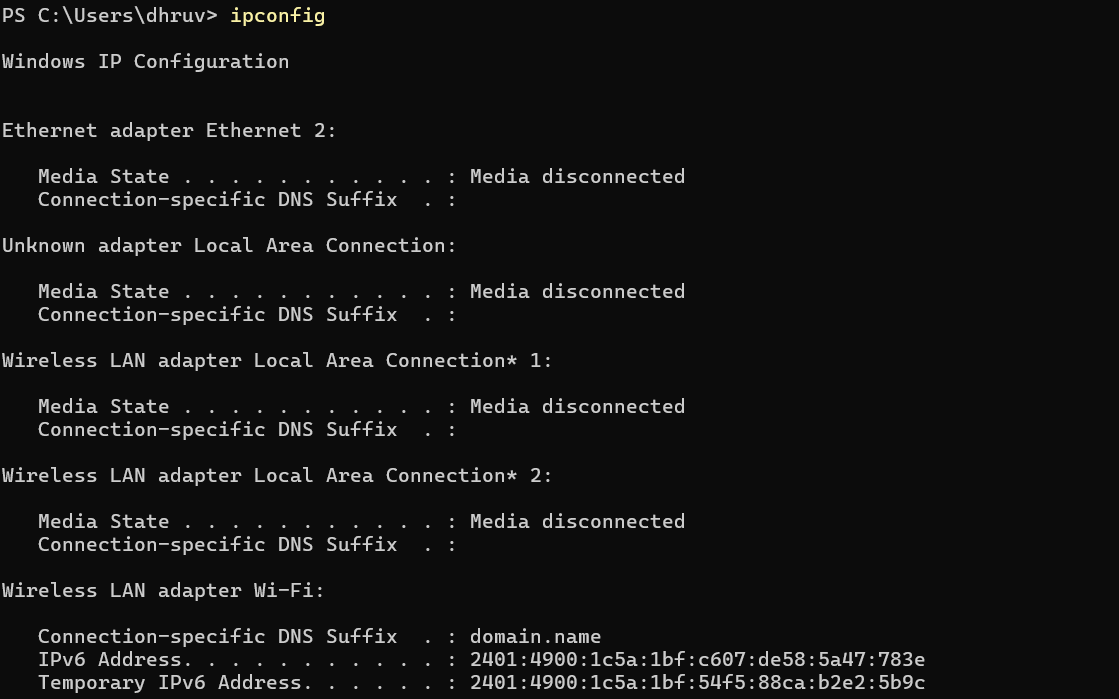 PS C:\Users\dhruv> ipconfig
Windows IP Configuration
Ethernet adapter Ethernet 2:
   Media State . . . . . . . . . . . : Media disconnected
   Connection-specific DNS Suffix  . :
Unknown adapter Local Area Connection:
   Media State . . . . . . . . . . . : Media disconnected
   Connection-specific DNS Suffix  . :
Wireless LAN adapter Local Area Connection* 1:
   Media State . . . . . . . . . . . : Media disconnected
   Connection-specific DNS Suffix  . :
Wireless LAN adapter Local Area Connection* 2:
   Media State . . . . . . . . . . . : Media disconnected
   Connection-specific DNS Suffix  . :
Wireless LAN adapter Wi-Fi:
   Connection-specific DNS Suffix  . : domain.name
   IPv6 Address. . . . . . . . . . . : 2401:4900:1c5a:1bf:c607:de58:5a47:783e
   Temporary IPv6 Address. . . . . . : 2401:4900:1c5a:1bf:54f5:88ca:b2e2:5b9c